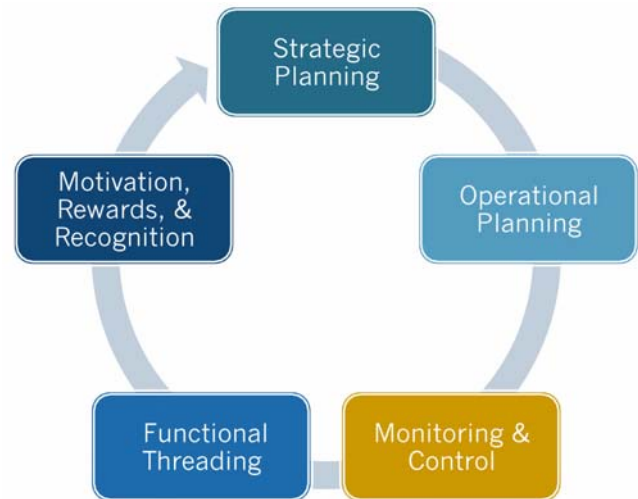 Strategic
Planning
Operational
Planning
Monitoring &
Control
Functional
Threading
Motivation,
Rewards, &
Recognition